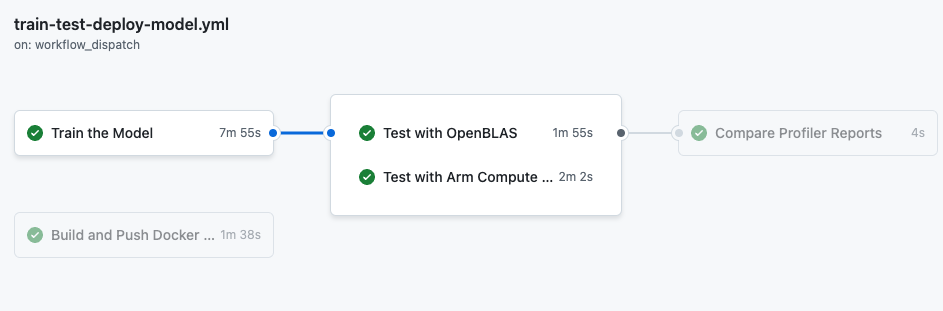 train-test-deploy-model.yml
on: workflow_dispatch
Train the Model 7m 55s
Test with OpenBLAS 1m 55s
Compare Profiler Reports 4s
Test with Arm Compute ... 2m 2s
Build and Push Docker ... 1m 38s